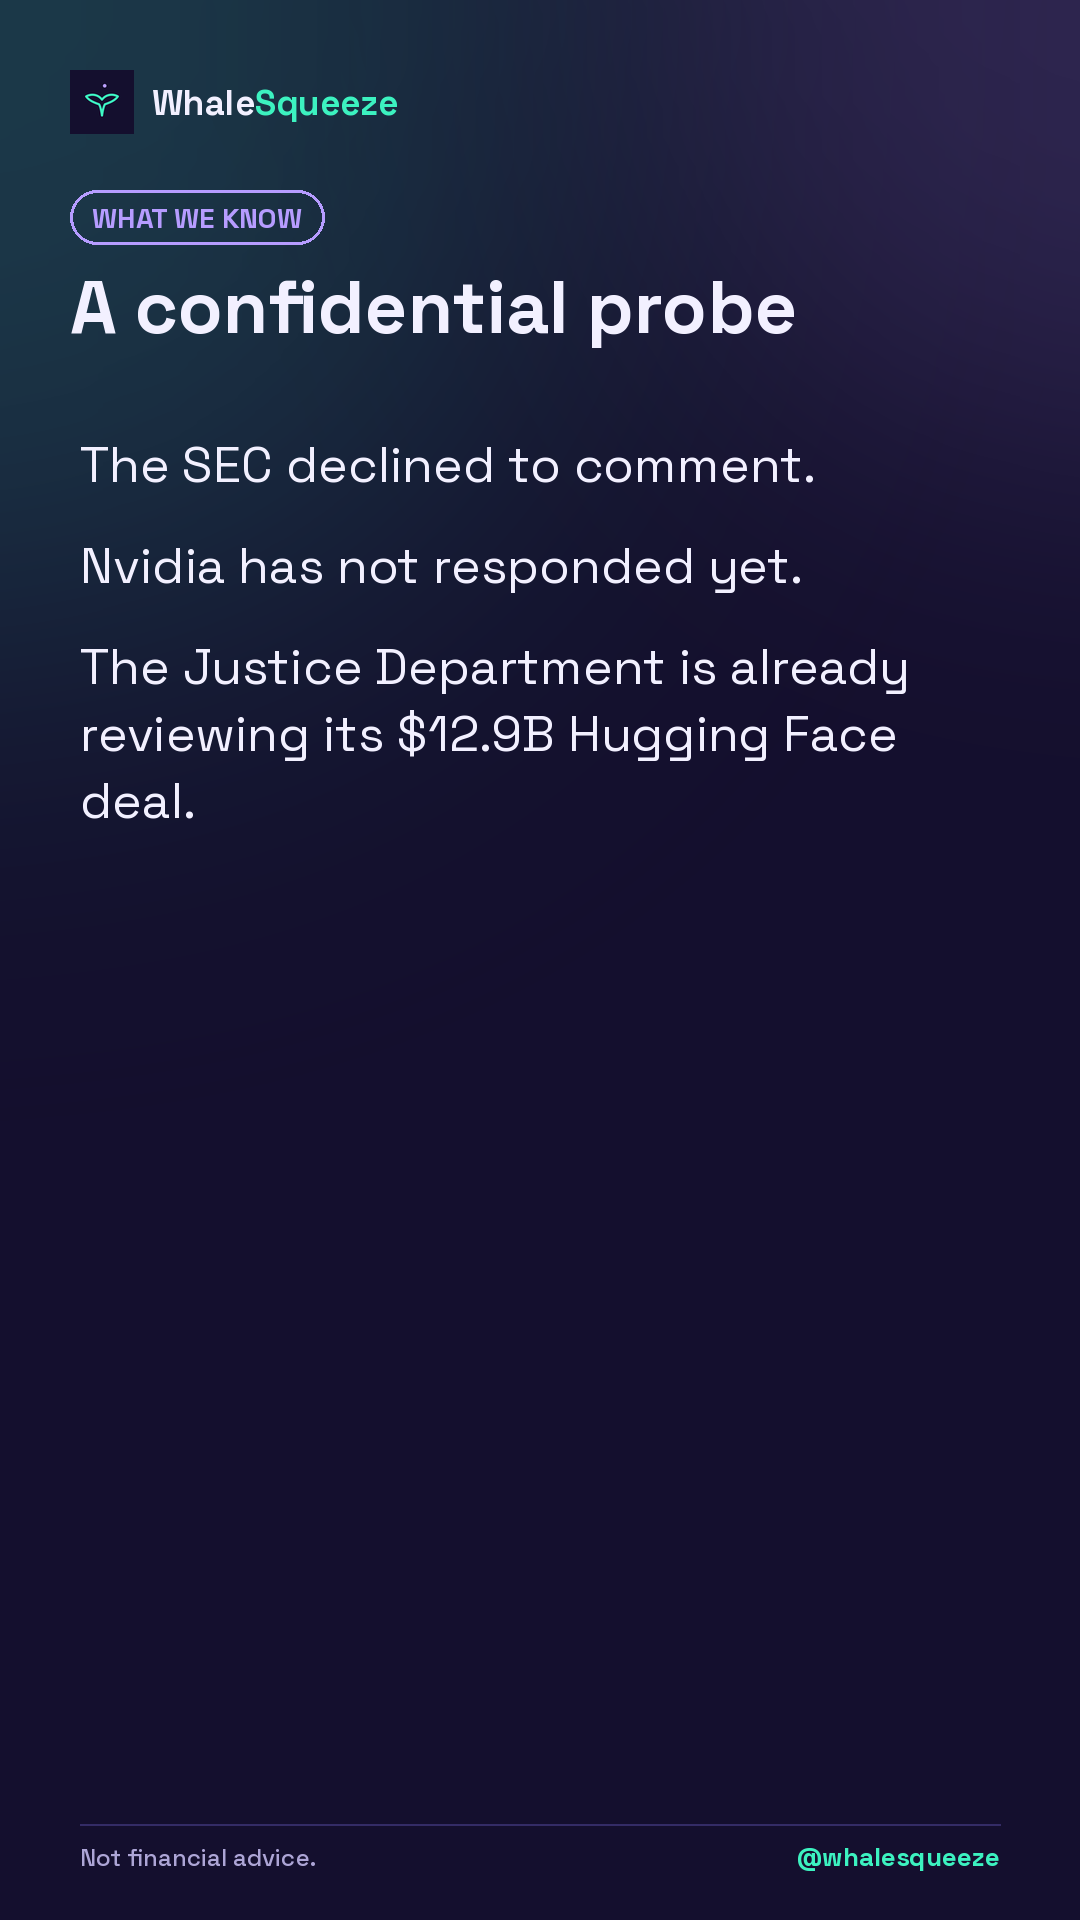 WhaleSqueeze
WHAT WE KNOW
A confidential probe
The SEC declined to comment.
Nvidia has not responded yet.
The Justice Department is already
reviewing its $12.9B Hugging Face
deal.
Not financial advice.
@whalesqueeze